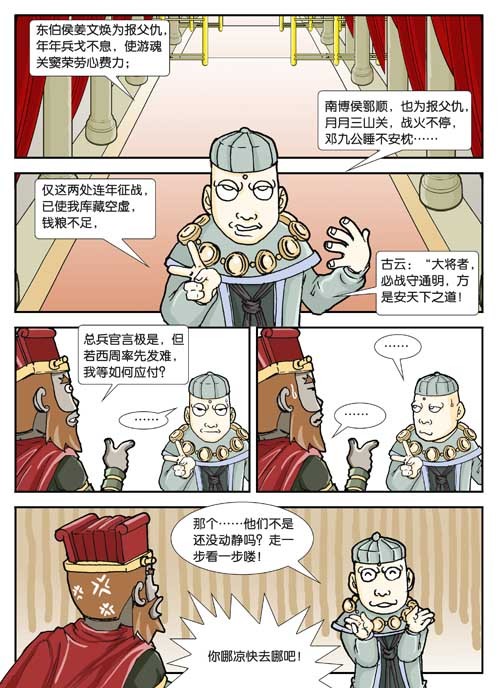 东伯侯姜文焕为报父仇,
年年兵戈不息,使游魂
关窦荣劳心费力;
南博侯鄂顺,也为报父仇,
月月三山关,战火不停,
邓九公睡不安枕……
仅这两处连年征战,
已使我库藏空虚,
钱粮不足,
古云:“大将者,
必战守通明,方
是安天下之道!
总兵官言极是,但
若西周率先发难,
我等如何应付?
……
……
那个……他们不是
还没动静吗?走一
步看一步喽!
你哪凉快去哪吧!